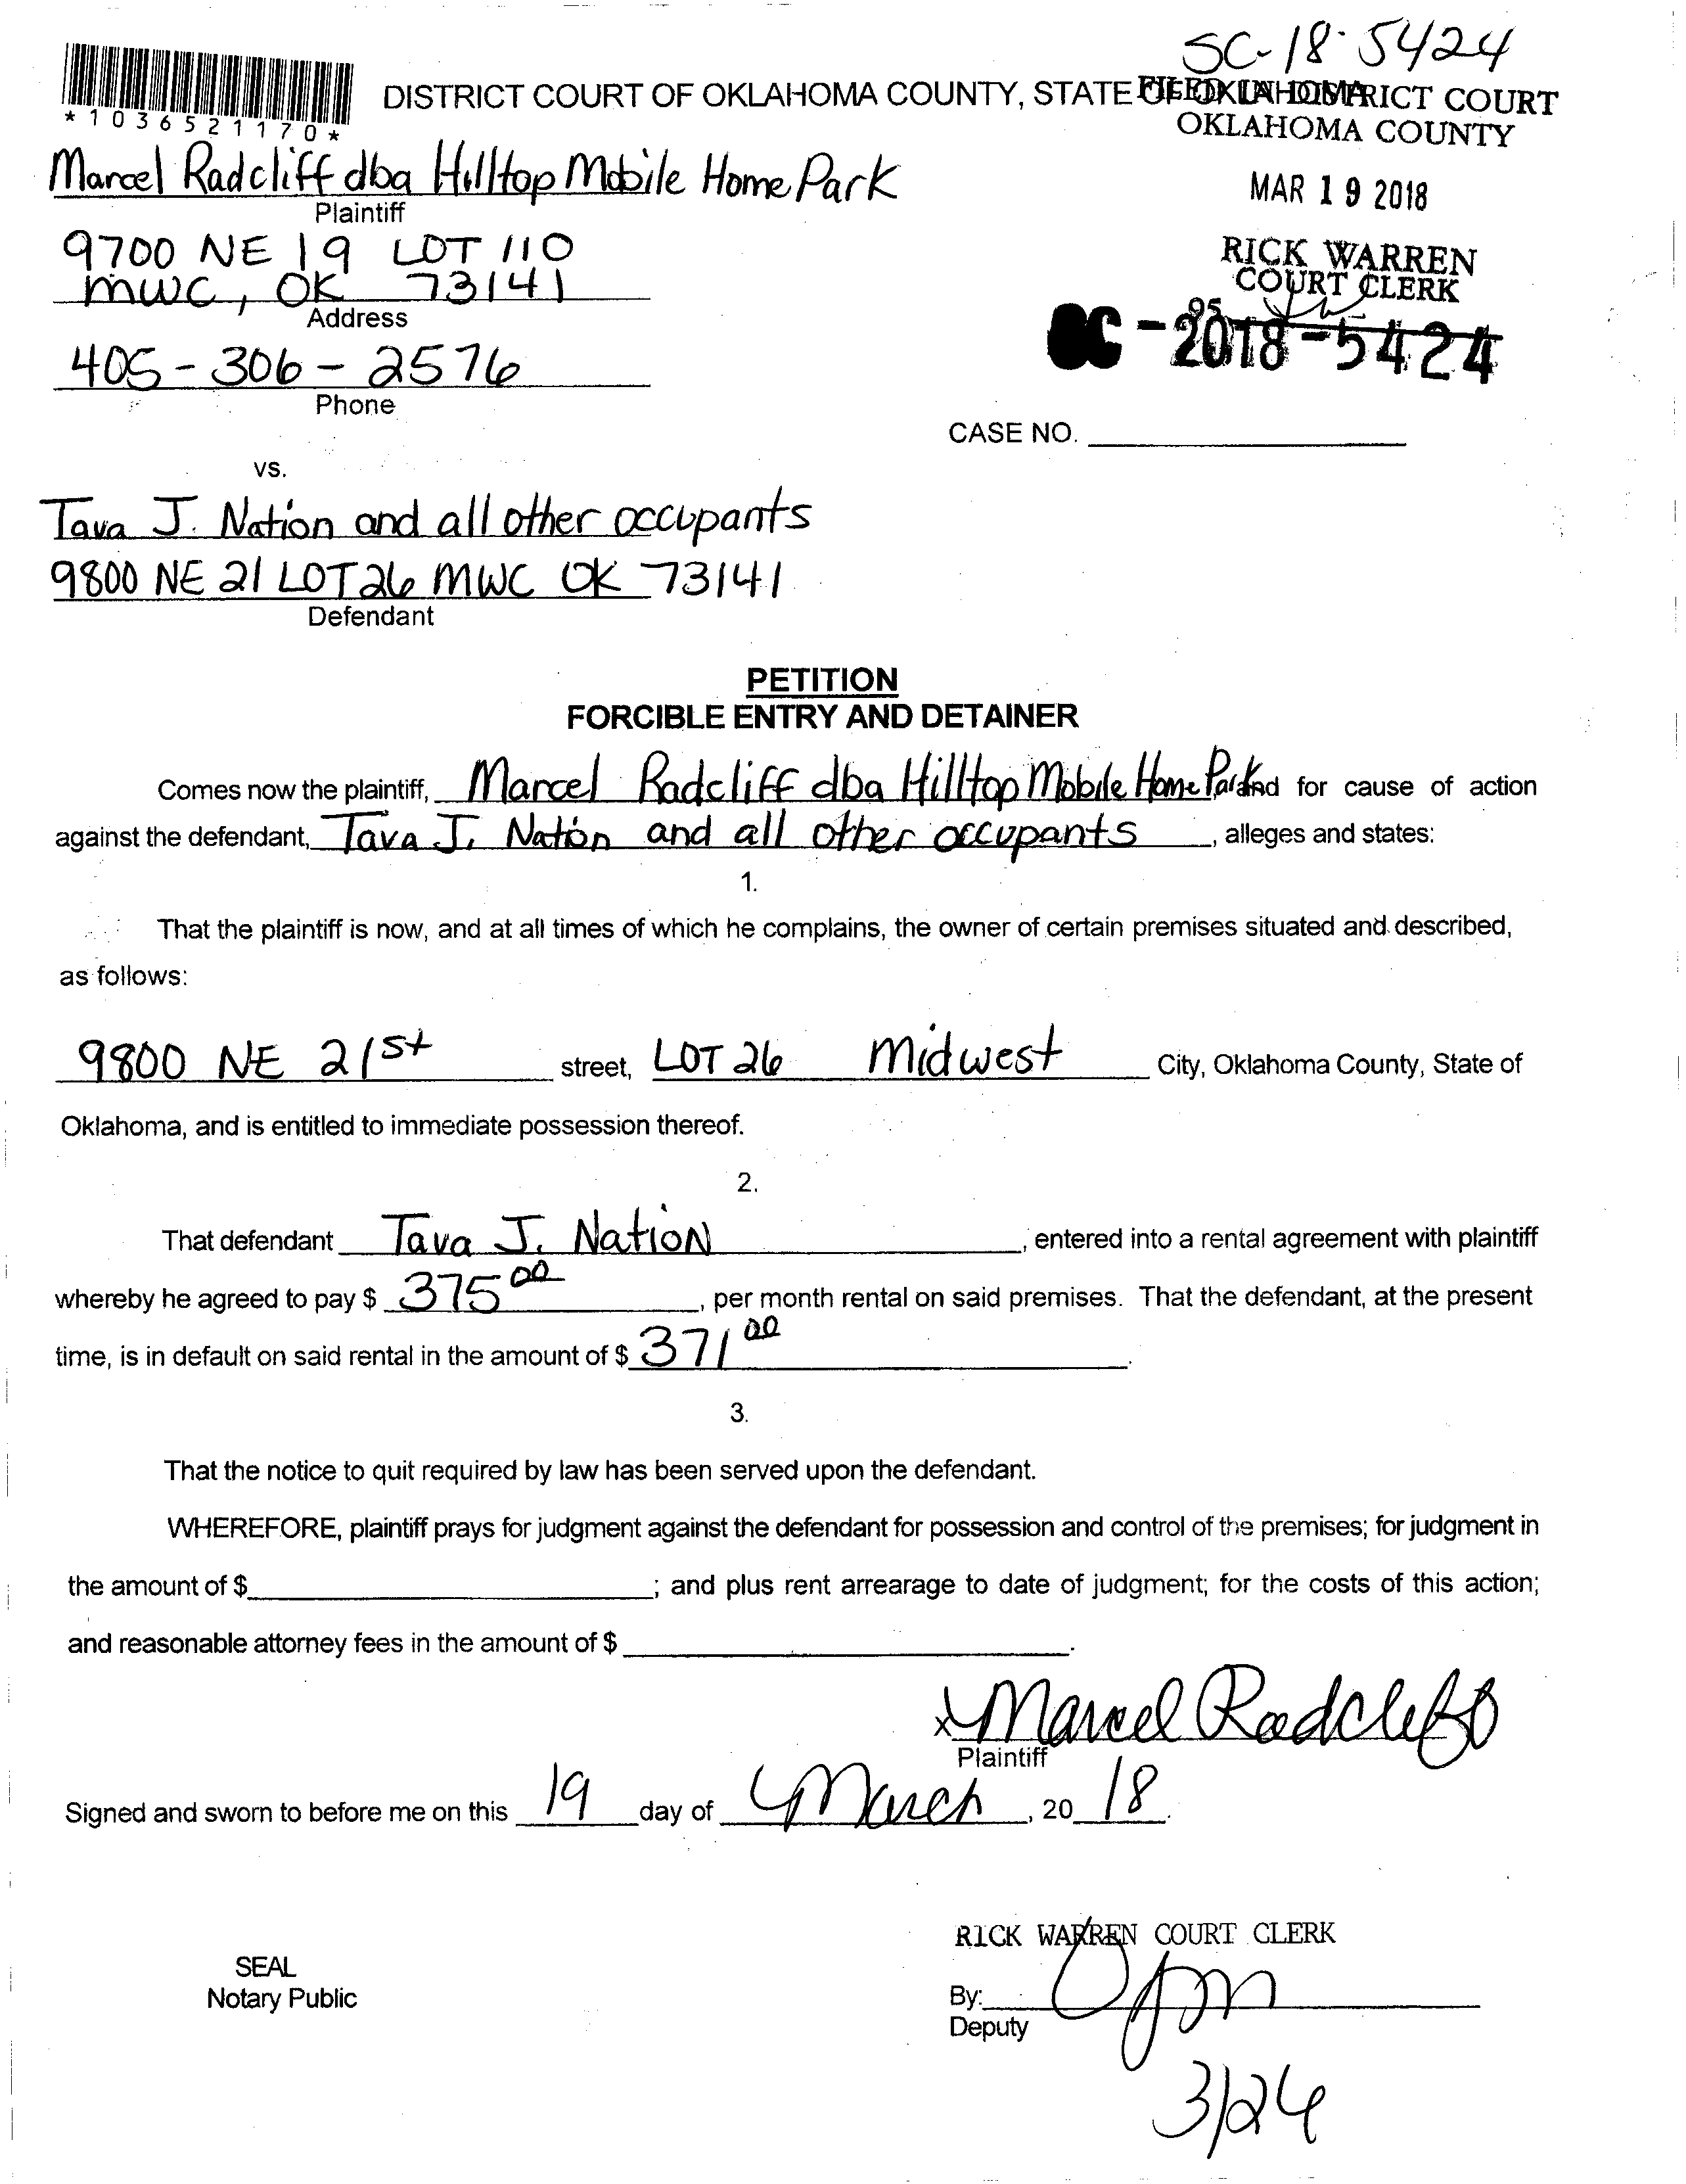 SC-18-5424
*1036521170*
DISTRICT COURT OF OKLAHOMA COUNTY, STATE OF OKLAHOMA
FILED IN DISTRICT COURT
OKLAHOMA COUNTY
MAR 19 2018
RICK WARREN
COURT CLERK
95
SC-2018-5424
Marcel Radcliff dba Hilltop Mobile Home Park
Plaintiff
9700 NE 19 LOT 110
MWC, OK 73141
Address
405-306-2576
Phone
CASE NO.
vs.
Tava J. Nation and all other occupants
9800 NE 21 LOT 26 MWC OK 73141
Defendant
PETITION
FORCIBLE ENTRY AND DETAINER
Comes now the plaintiff, Marcel Radcliff dba Hilltop Mobile Home Park and for cause of action
against the defendant, Tava J. Nation and all other occupants, alleges and states:
1.
That the plaintiff is now, and at all times of which he complains, the owner of certain premises situated and described,
as follows:
9800 NE 21st street, LOT 26 Midwest City, Oklahoma County, State of
Oklahoma, and is entitled to immediate possession thereof.
2.
That defendant Tava J. Nation, entered into a rental agreement with plaintiff
whereby he agreed to pay $ 375 00, per month rental on said premises. That the defendant, at the present
time, is in default on said rental in the amount of $ 371 00.
3.
That the notice to quit required by law has been served upon the defendant.
WHEREFORE, plaintiff prays for judgment against the defendant for possession and control of the premises; for judgment in
the amount of $; and plus rent arrearage to date of judgment; for the costs of this action;
and reasonable attorney fees in the amount of $.
x Marcel Radcliff
Plaintiff
Signed and sworn to before me on this 19 day of March, 2018.
RICK WARREN COURT CLERK
SEAL
Notary Public
By:
Deputy
3/26